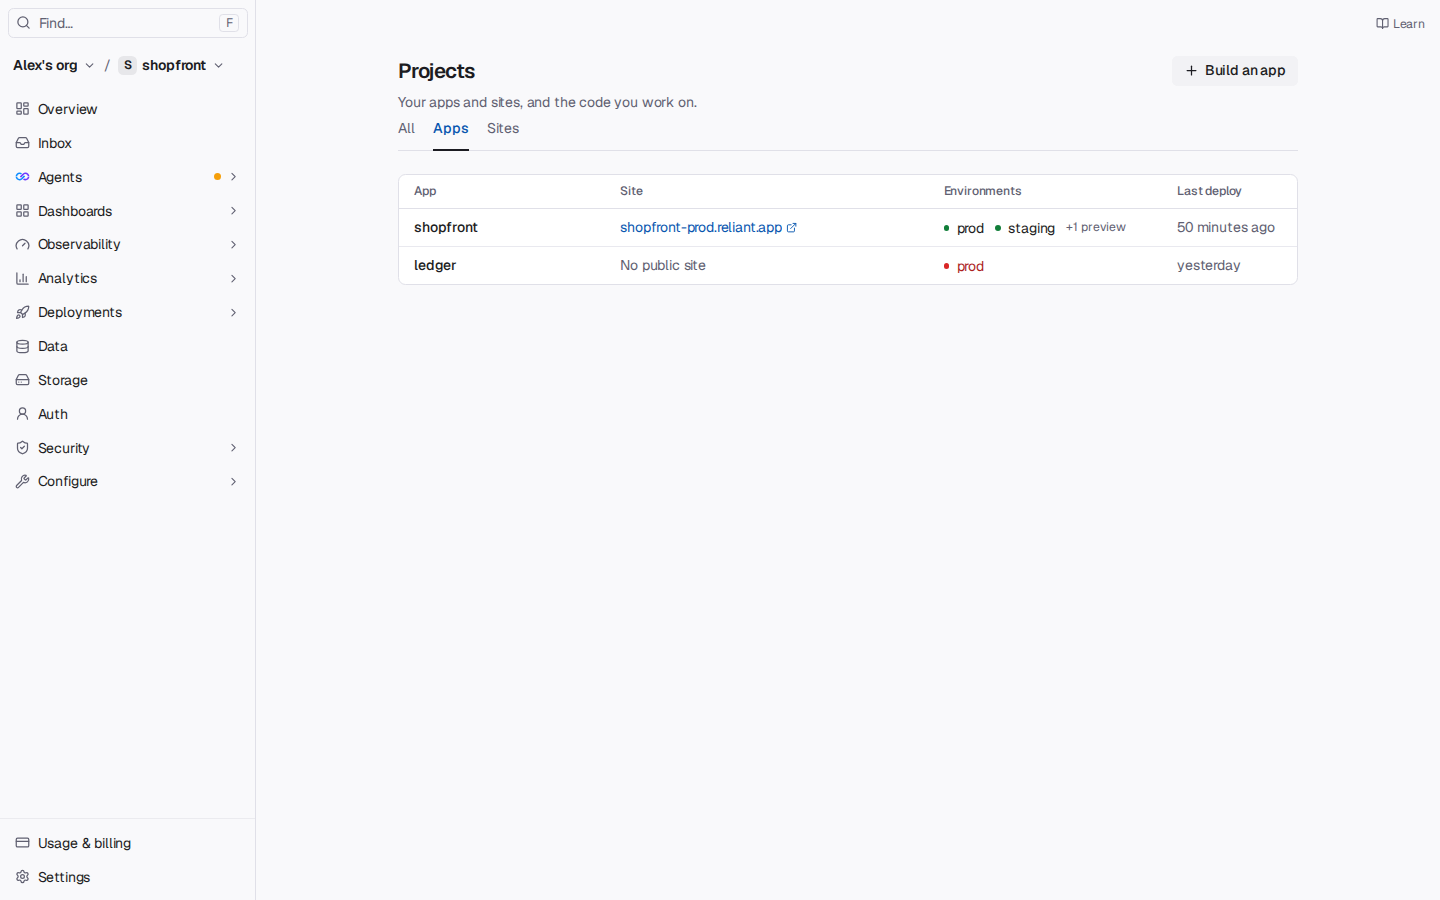 Find...
F
Learn
Alex's org
/
S
shopfront
Overview
Inbox
Agents
Dashboards
Observability
Analytics
Deployments
Data
Storage
Auth
Security
Configure
Usage & billing
Settings
Projects
Build an app
Your apps and sites, and the code you work on.
All Apps Sites
App Site Environments Last deploy
shopfront shopfront-prod.reliant.app prod staging +1 preview 50 minutes ago
ledger No public site prod yesterday